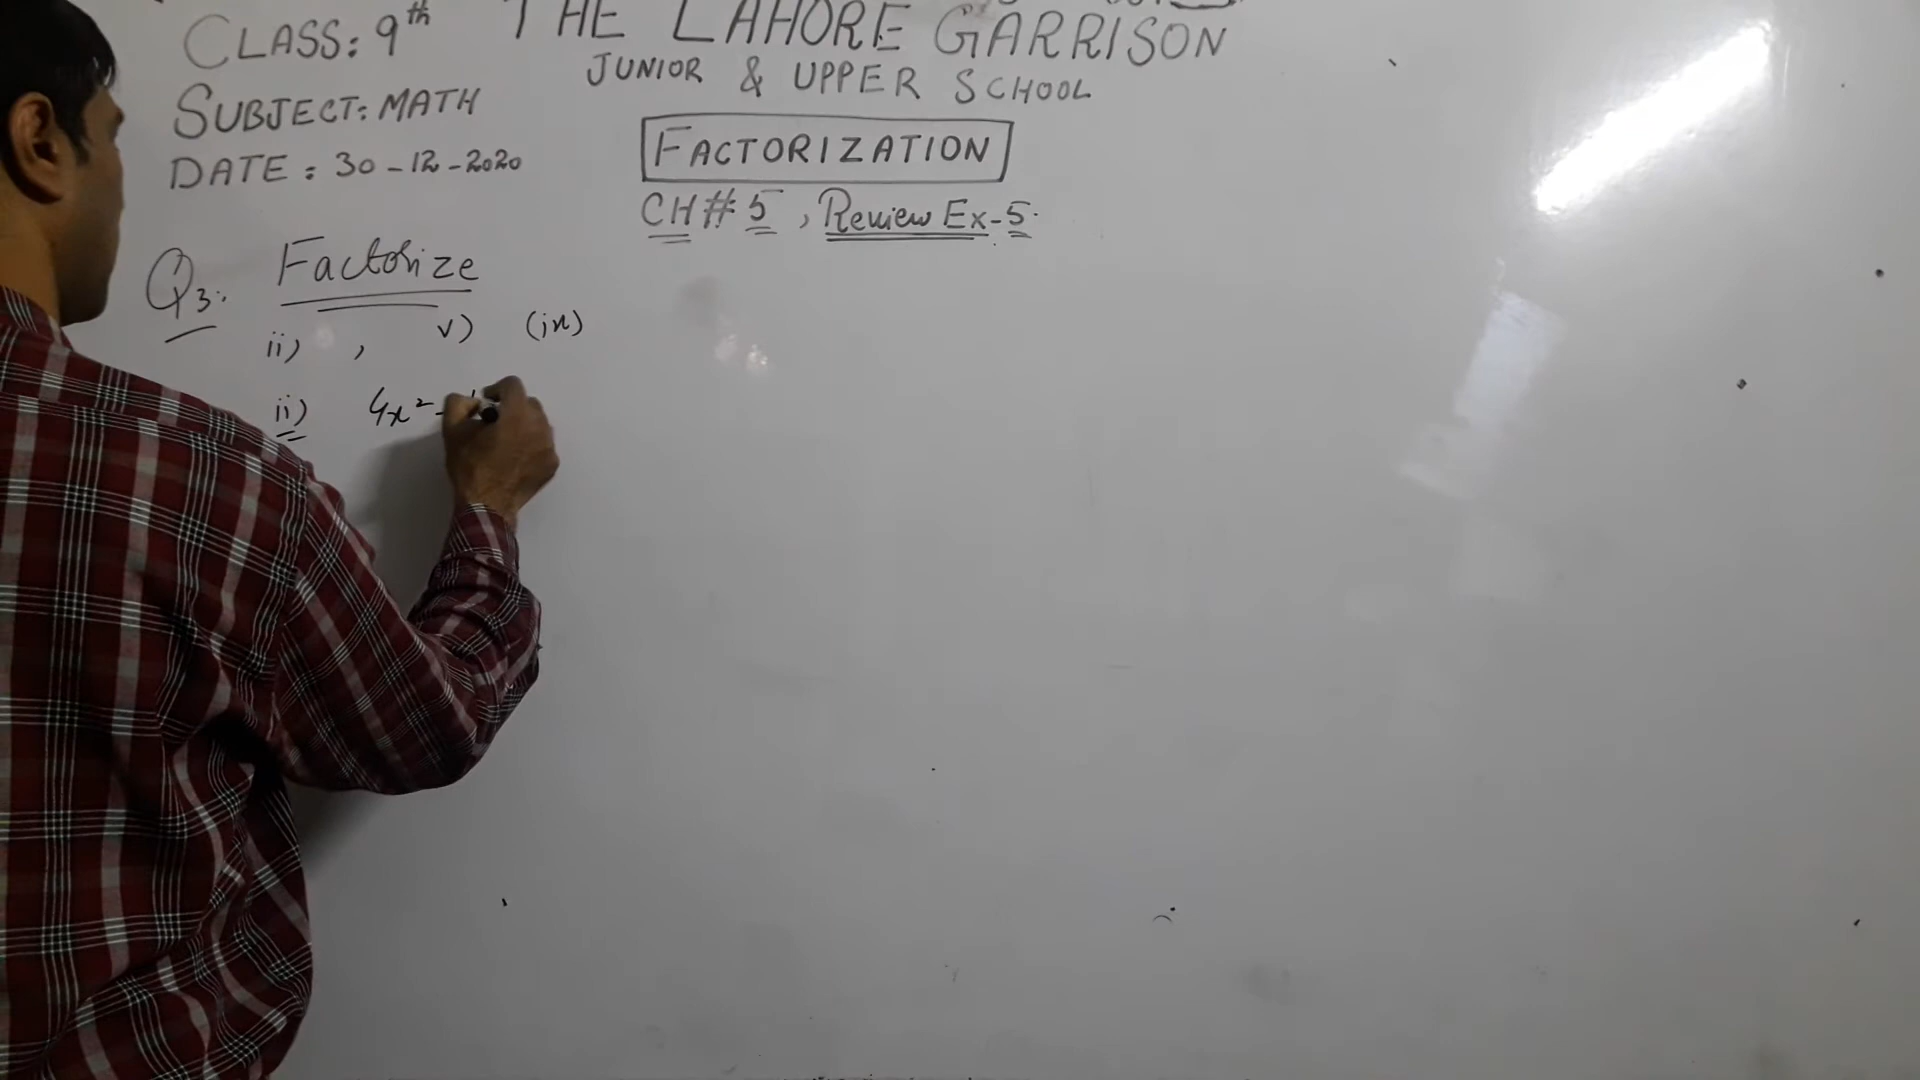 CLASS: 9th
THE LAHORE GARRISON
JUNIOR & UPPER SCHOOL
SUBJECT: MATH
DATE: 30-12-2020
FACTORIZATION
CH# 5, Review Ex-5.
Q3. Factorize
ii) , v) (ix)
ii) 4x² -